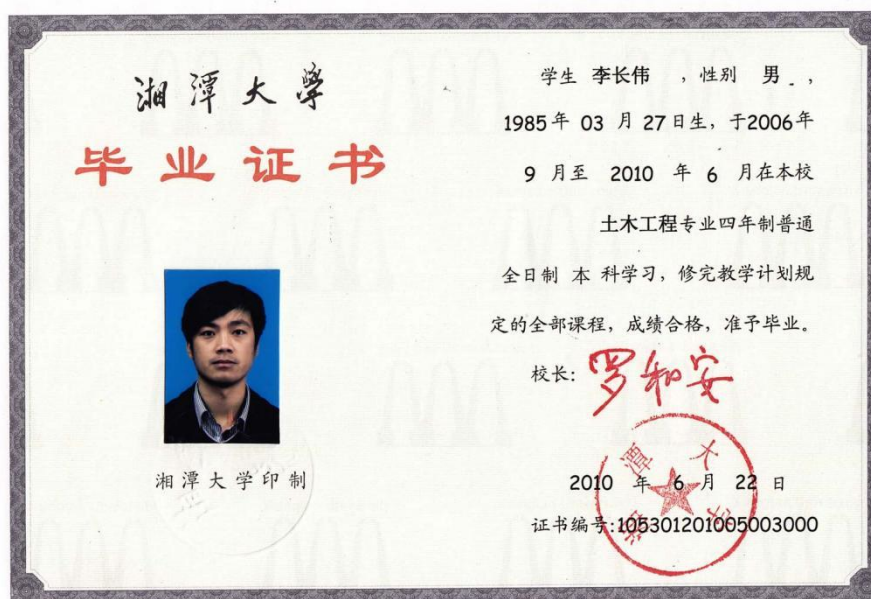 湘潭大學
毕业证书
湘潭大学印制
学生 李长伟 ，性别 男 ，
1985年 03 月 27日生，于2006年
9 月至 2010 年 6 月在本校
土木工程专业四年制普通
全日制 本 科学习，修完教学计划规
定的全部课程，成绩合格，准予毕业。
校长：罗和安
湘潭大学
2010 年 6 月 22 日
证书编号:105301201005003000